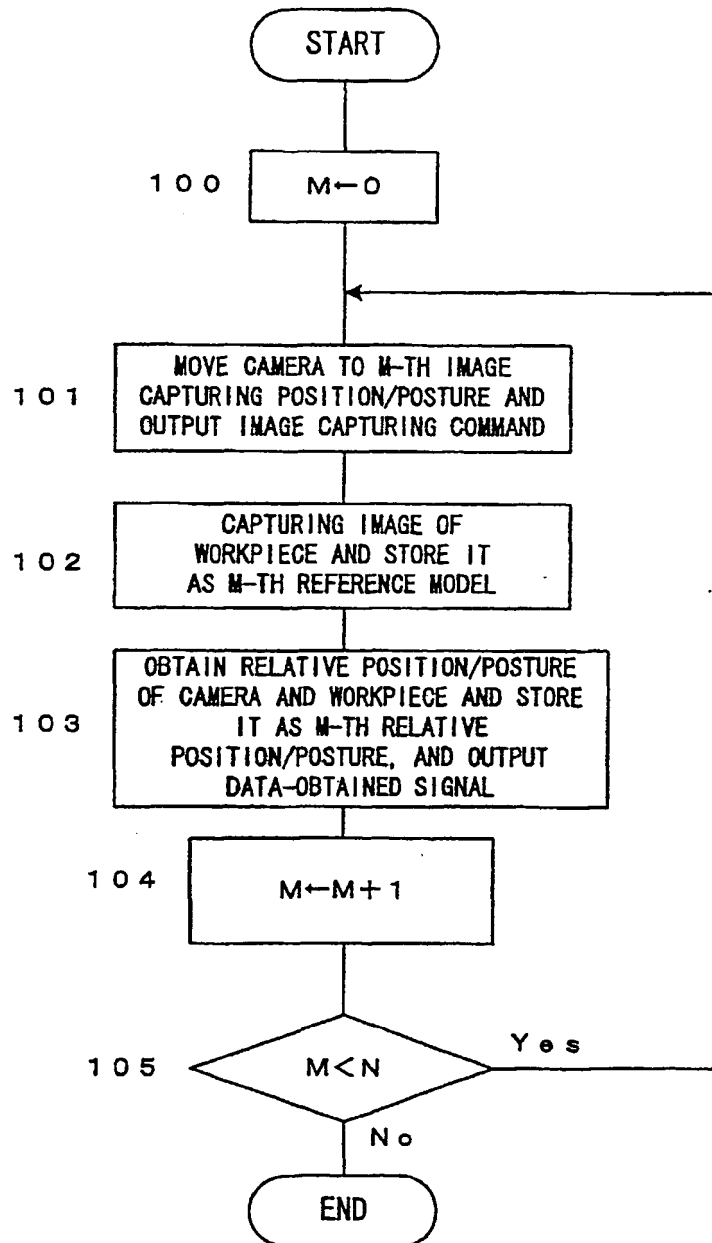 START
100
M←0
101
MOVE CAMERA TO M-TH IMAGE
CAPTURING POSITION/POSTURE AND
OUTPUT IMAGE CAPTURING COMMAND
102
CAPTURING IMAGE OF
WORKPIECE AND STORE IT
AS M-TH REFERENCE MODEL
103
OBTAIN RELATIVE POSITION/POSTURE
OF CAMERA AND WORKPIECE AND STORE
IT AS M-TH RELATIVE
POSITION/POSTURE, AND OUTPUT
DATA-OBTAINED SIGNAL
104
M←M+1
105
M<N
Yes
No
END